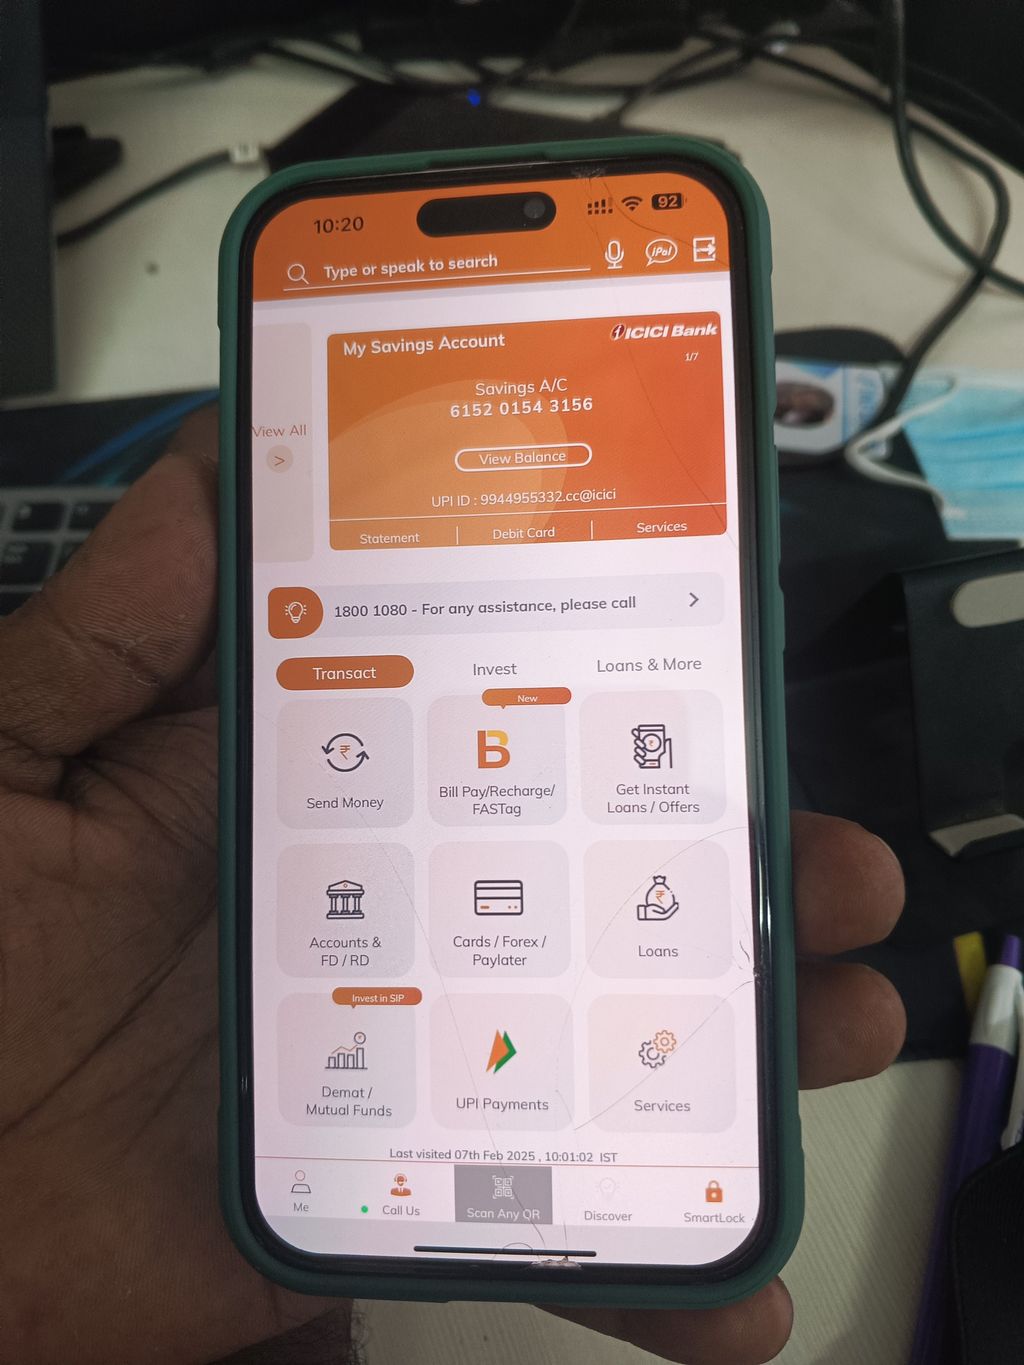 10:20
92
Type or speak to search
iPal
My Savings Account
ICICI Bank
1/7
Savings A/C
6152 0154 3156
View All
>
View Balance
UPI ID : 9944955332.cc@icici
Statement
Debit Card
Services
1800 1080 - For any assistance, please call
Transact
Invest
Loans & More
New
Send Money
Bill Pay/Recharge/
FASTag
Get Instant
Loans / Offers
Accounts &
FD / RD
Cards / Forex /
Paylater
Loans
Invest in SIP
Demat /
Mutual Funds
UPI Payments
Services
Last visited 07th Feb 2025 , 10:01:02 IST
Me
Call Us
Scan Any QR
Discover
SmartLock